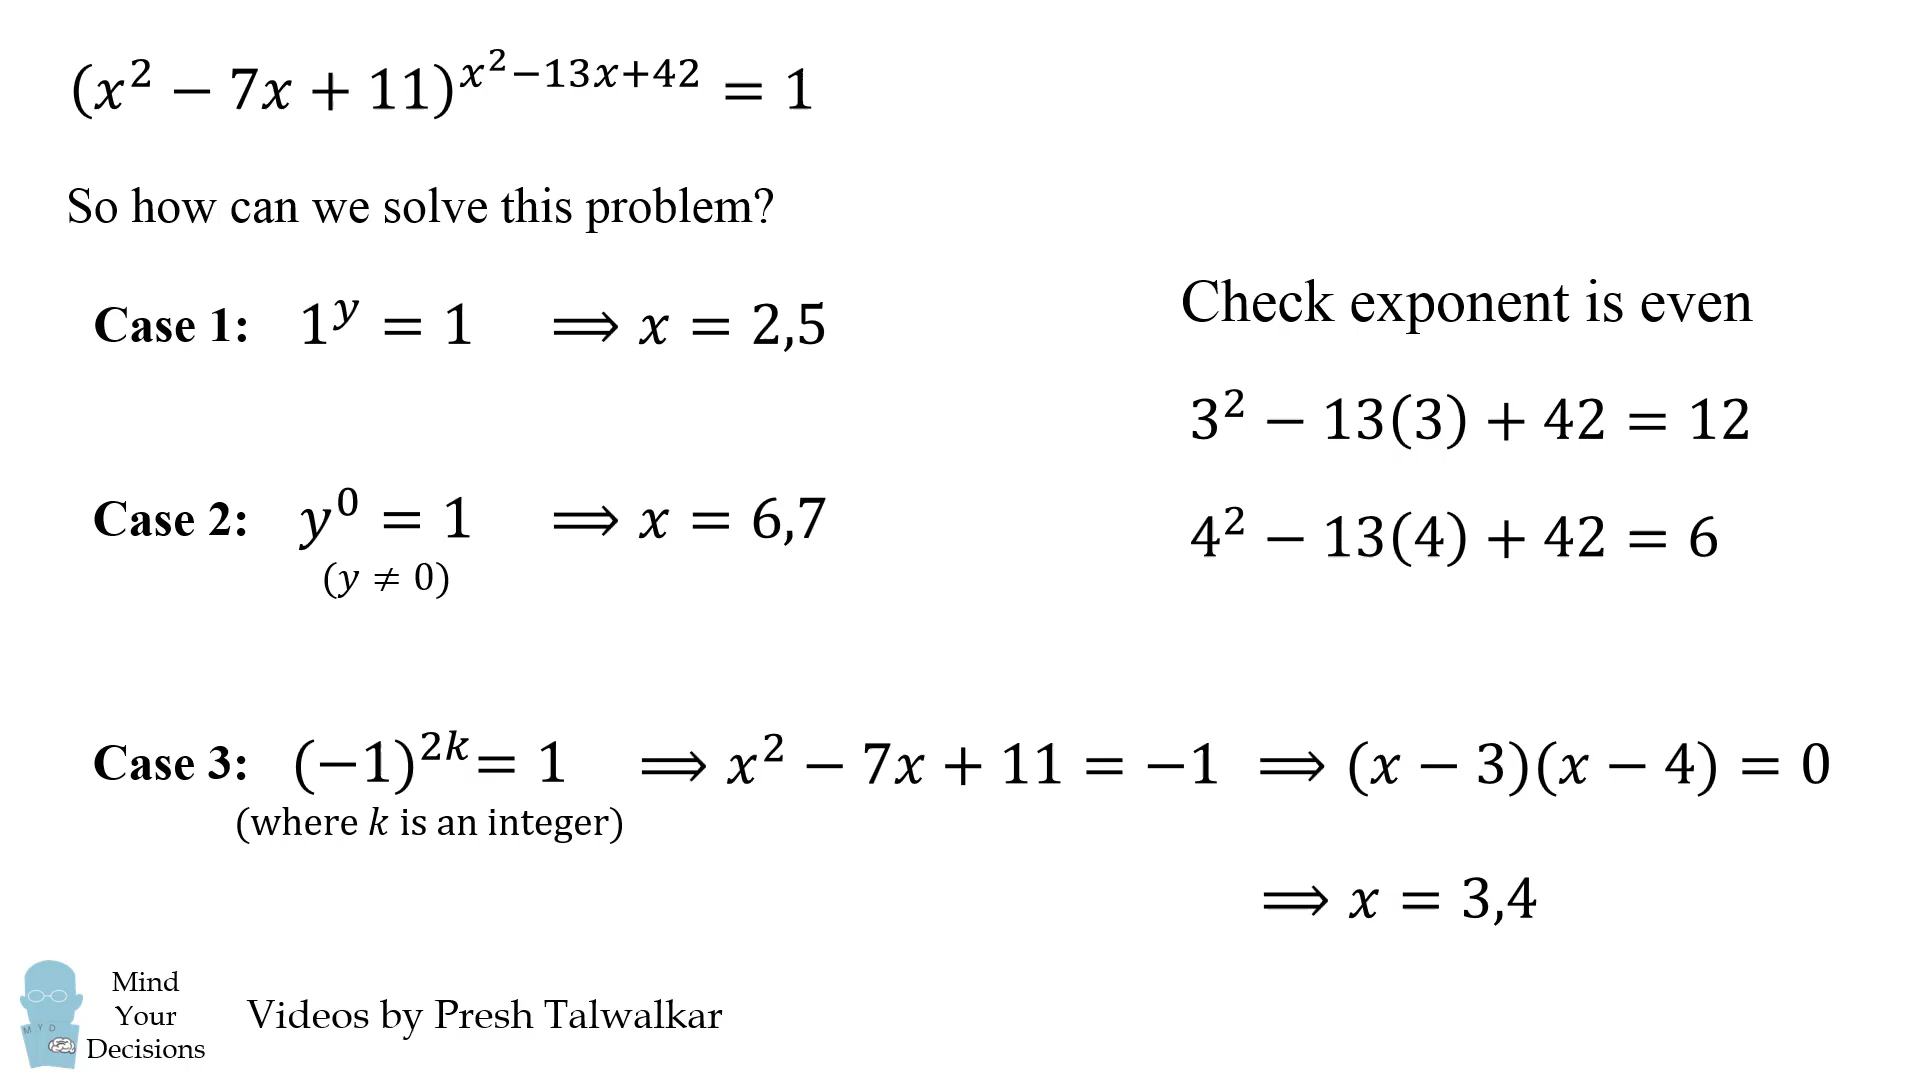 (x² − 7x + 11)^(x²−13x+42) = 1
So how can we solve this problem?
Case 1: 1^y = 1 ⟹ x = 2,5
Case 2: y⁰ = 1 ⟹ x = 6,7
(y ≠ 0)
Check exponent is even
3² − 13(3) + 42 = 12
4² − 13(4) + 42 = 6
Case 3: (−1)^(2k) = 1 ⟹ x² − 7x + 11 = −1 ⟹ (x − 3)(x − 4) = 0
(where k is an integer)
⟹ x = 3,4
M Y D
Mind
Your
Decisions
Videos by Presh Talwalkar